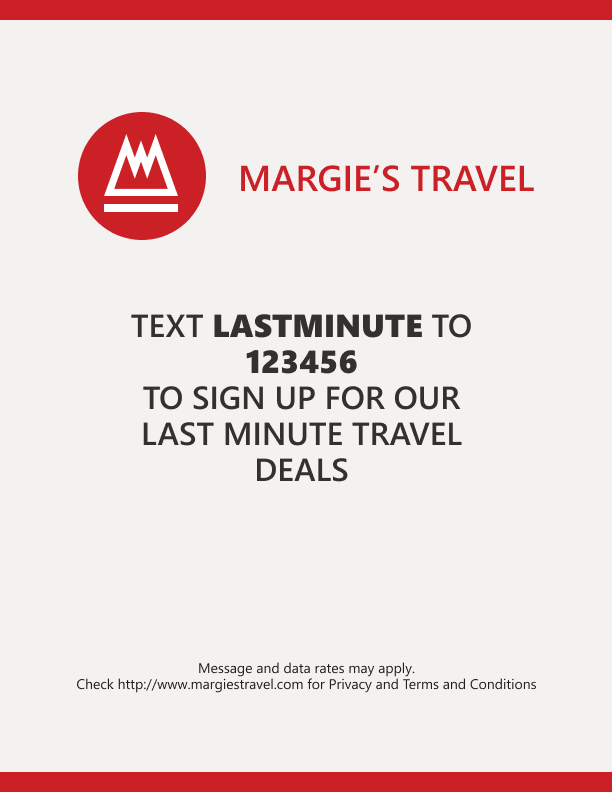 MARGIE’S TRAVEL
TEXT LASTMINUTE TO
123456
TO SIGN UP FOR OUR
LAST MINUTE TRAVEL
DEALS
Message and data rates may apply.
Check http://www.margiestravel.com for Privacy and Terms and Conditions